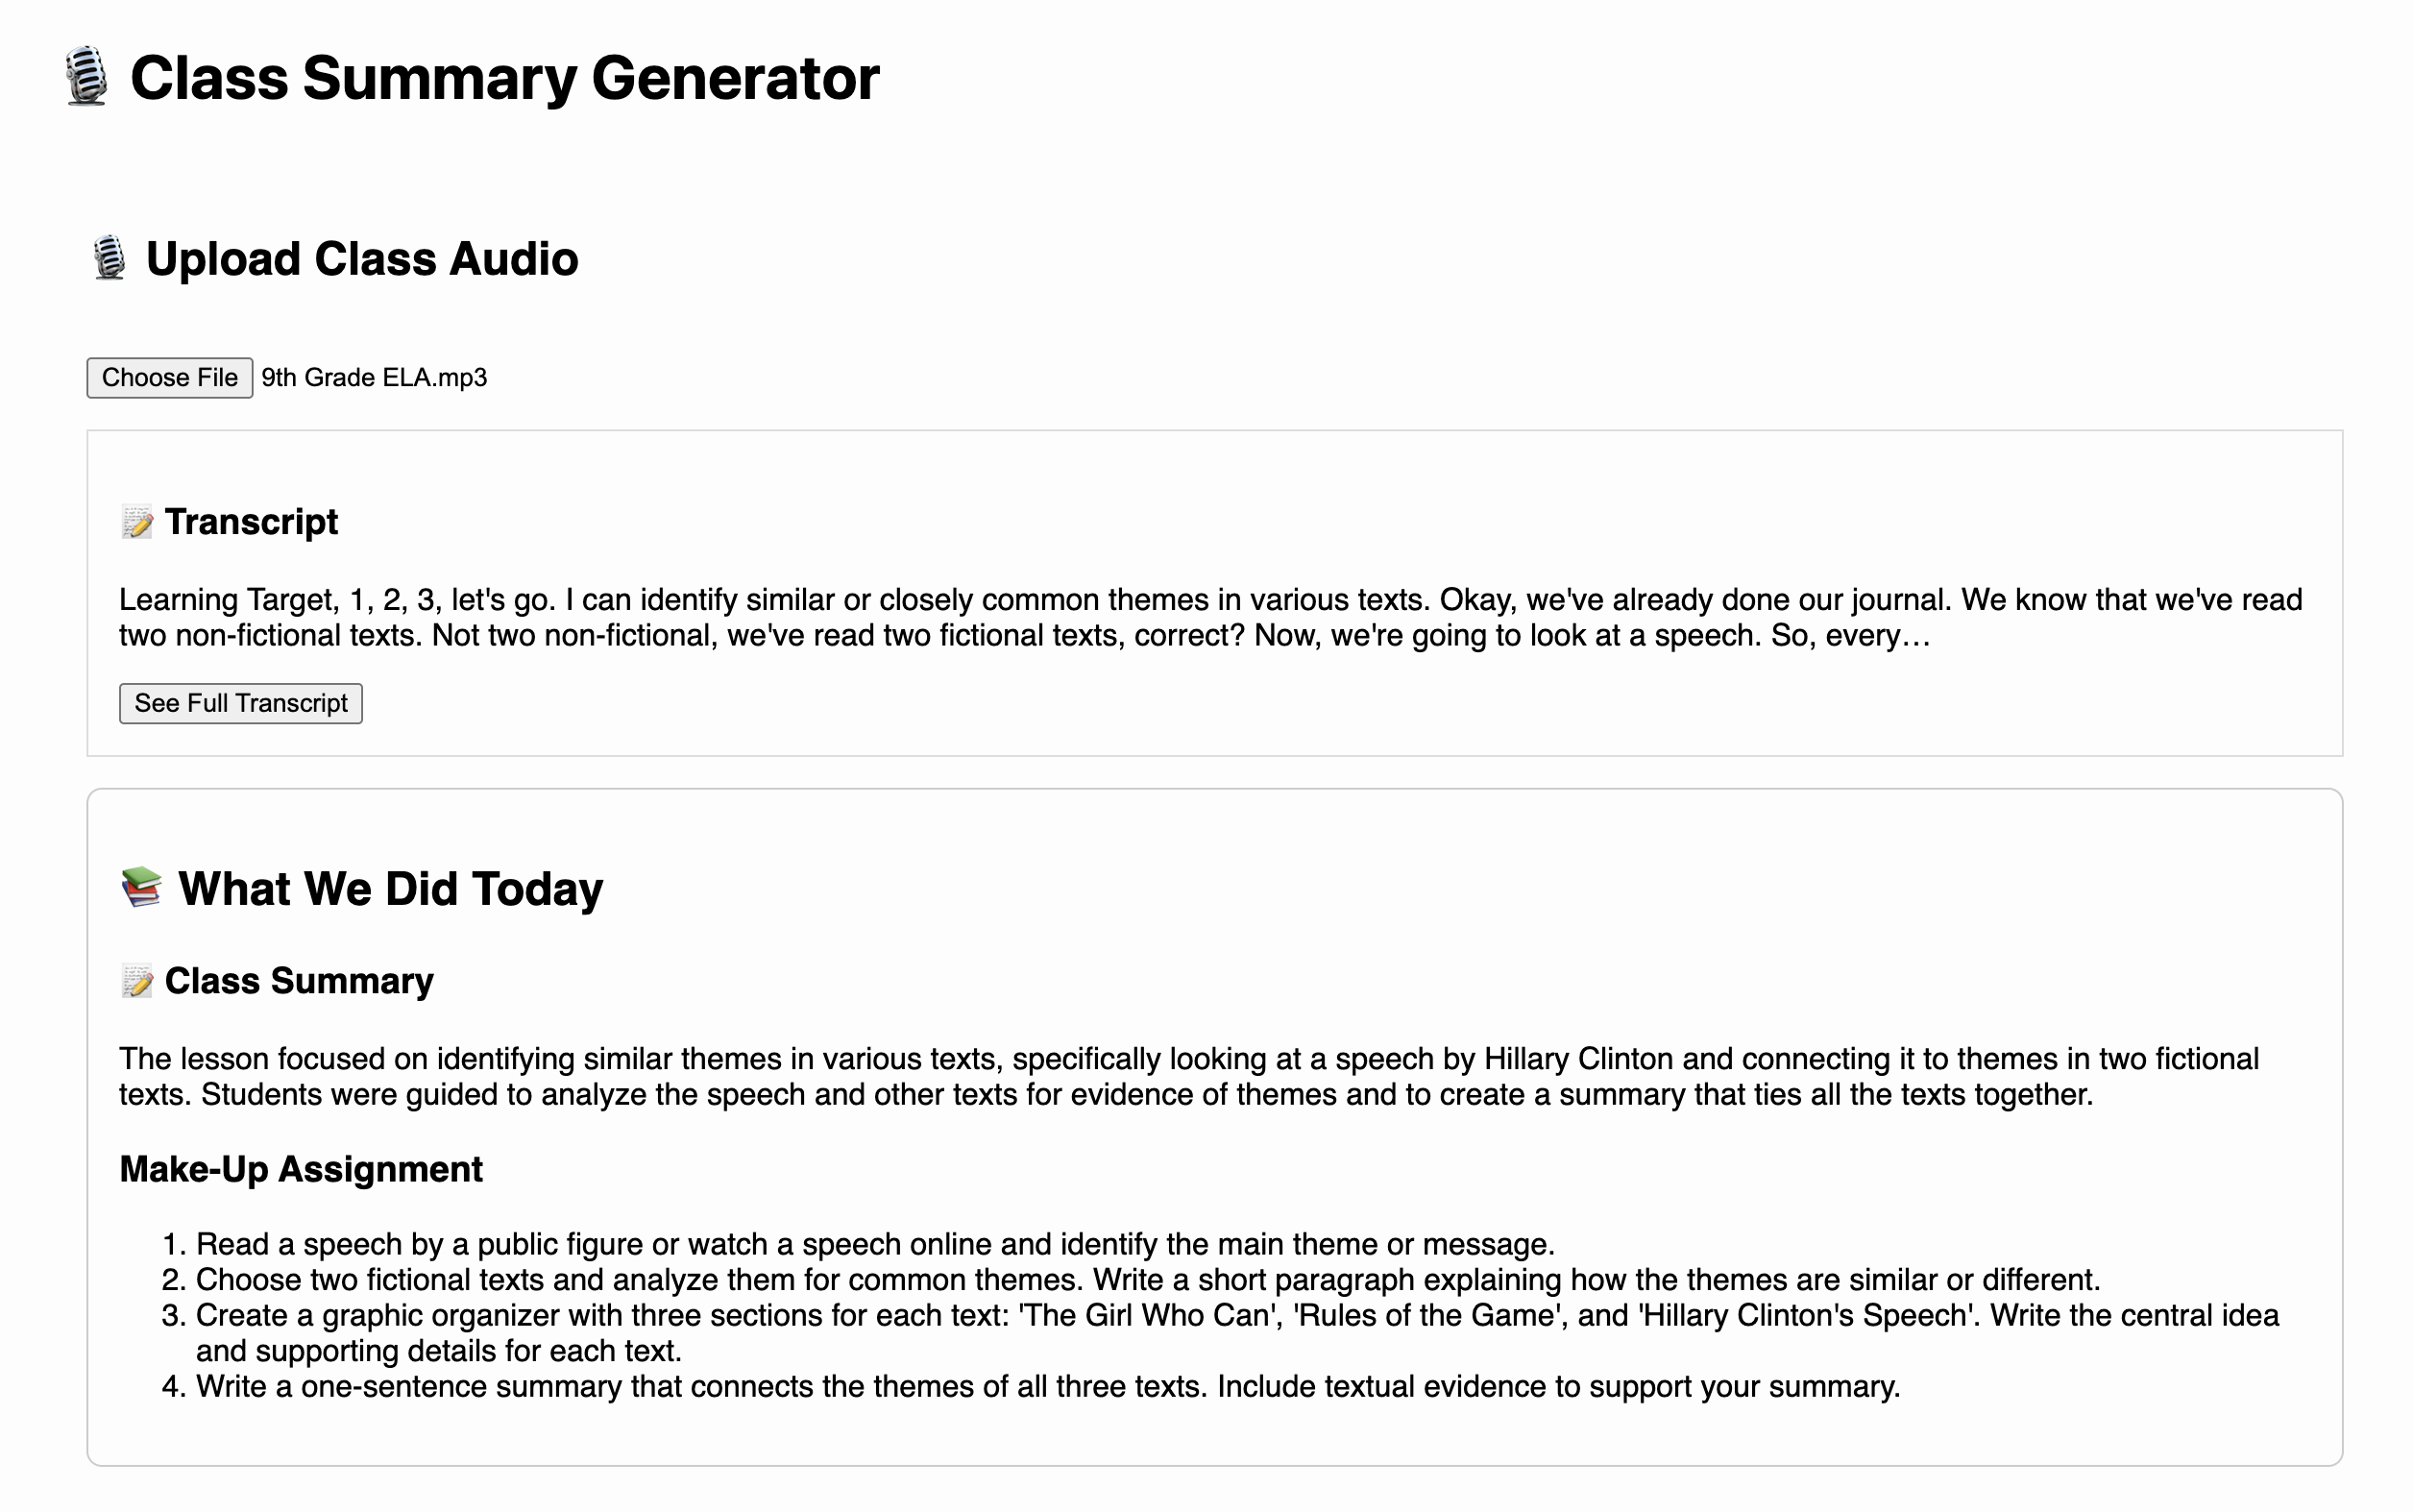 Class Summary Generator
Upload Class Audio
Choose File 9th Grade ELA.mp3
Transcript
Learning Target, 1, 2, 3, let's go. I can identify similar or closely common themes in various texts. Okay, we've already done our journal. We know that we've read
two non-fictional texts. Not two non-fictional, we've read two fictional texts, correct? Now, we're going to look at a speech. So, every…
See Full Transcript
What We Did Today
Class Summary
The lesson focused on identifying similar themes in various texts, specifically looking at a speech by Hillary Clinton and connecting it to themes in two fictional
texts. Students were guided to analyze the speech and other texts for evidence of themes and to create a summary that ties all the texts together.
Make-Up Assignment
1. Read a speech by a public figure or watch a speech online and identify the main theme or message.
2. Choose two fictional texts and analyze them for common themes. Write a short paragraph explaining how the themes are similar or different.
3. Create a graphic organizer with three sections for each text: 'The Girl Who Can', 'Rules of the Game', and 'Hillary Clinton's Speech'. Write the central idea
and supporting details for each text.
4. Write a one-sentence summary that connects the themes of all three texts. Include textual evidence to support your summary.